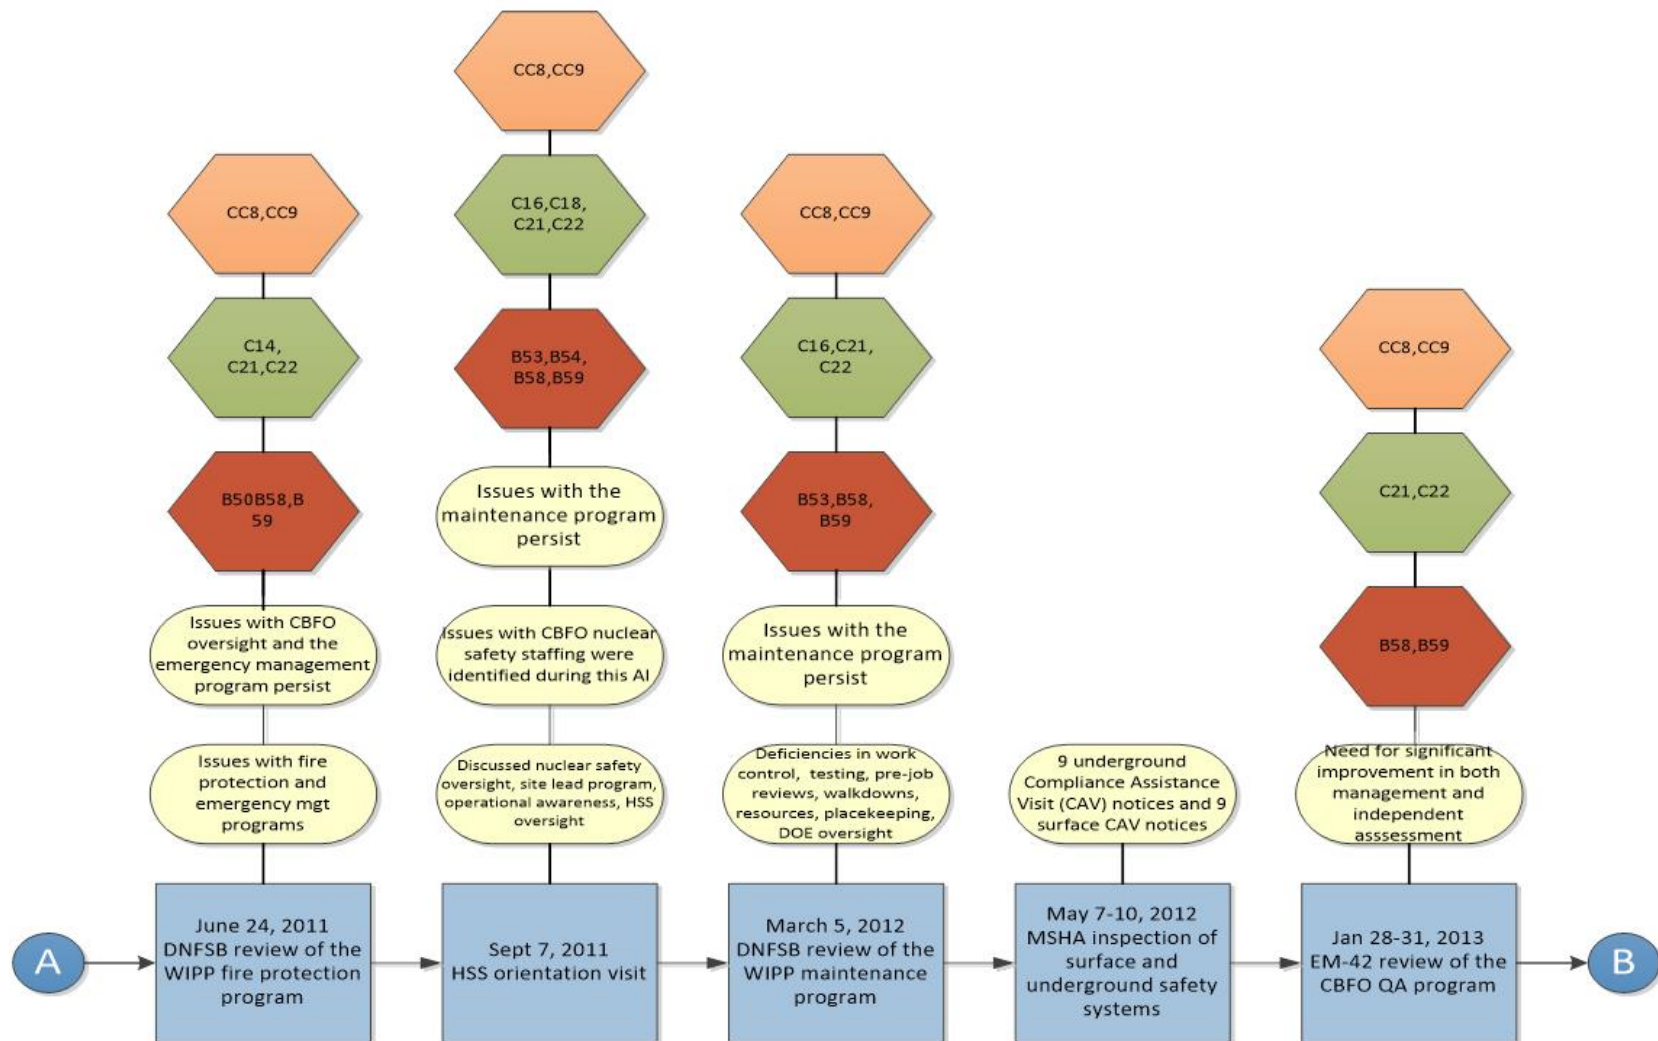 CC8,CC9
C14,
C21,C22
B50B58,B
59
Issues with CBFO
oversight and the
emergency management
program persist
Issues with fire
protection and
emergency mgt
programs
June 24, 2011
DNFSB review of the
WIPP fire protection
program
CC8,CC9
C16,C18,
C21,C22
B53,B54,
B58,B59
Issues with the
maintenance program
persist
Issues with CBFO nuclear
safety staffing were
identified during this AI
Discussed nuclear safety
oversight, site lead program,
operational awareness, HSS
oversight
Sept 7, 2011
HSS orientation visit
CC8,CC9
C16,C21,
C22
B53,B58,
B59
Issues with the
maintenance program
persist
Deficiencies in work
control, testing, pre-job
reviews, walkdowns,
resources, placekeeping,
DOE oversight
March 5, 2012
DNFSB review of the
WIPP maintenance
program
9 underground
Compliance Assistance
Visit (CAV) notices and 9
surface CAV notices
May 7-10, 2012
MSHA inspection of
surface and
underground safety
systems
CC8,CC9
C21,C22
B58,B59
Need for significant
improvement in both
management and
independent
asssessment
Jan 28-31, 2013
EM-42 review of the
CBFO QA program
A
B